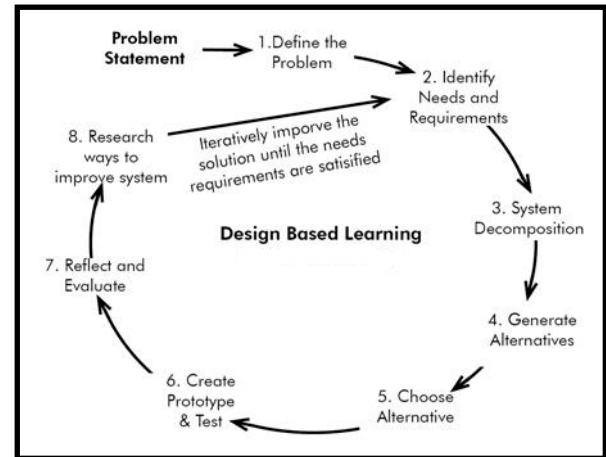 Problem
Statement
1.Define the
Problem
2. Identify
Needs and
Requirements
3. System
Decomposition
4. Generate
Alternatives
5. Choose
Alternative
6. Create
Prototype
& Test
7. Reflect and
Evaluate
8. Research
ways to
improve system
Iteratively imporve the
solution until the needs
requirements are satisified
Design Based Learning